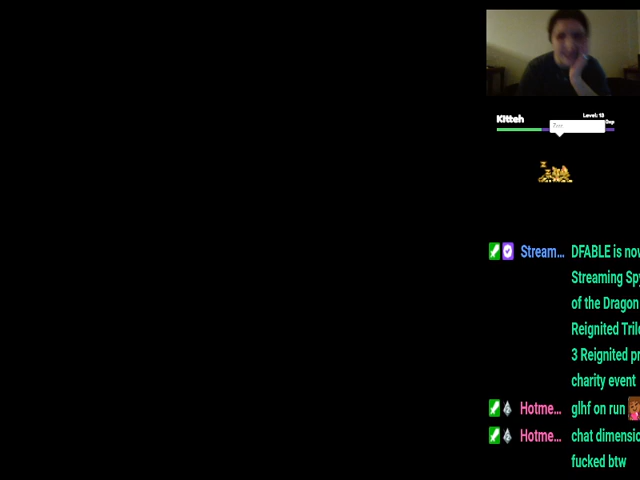 Kitteh
Level: 13
Stream...
DFABLE is now
Streaming Spy
of the Dragon
Reignited Tril
3 Reignited pr
charity event
Hotme... glhf on run
Hotme... chat dimensio
fucked btw